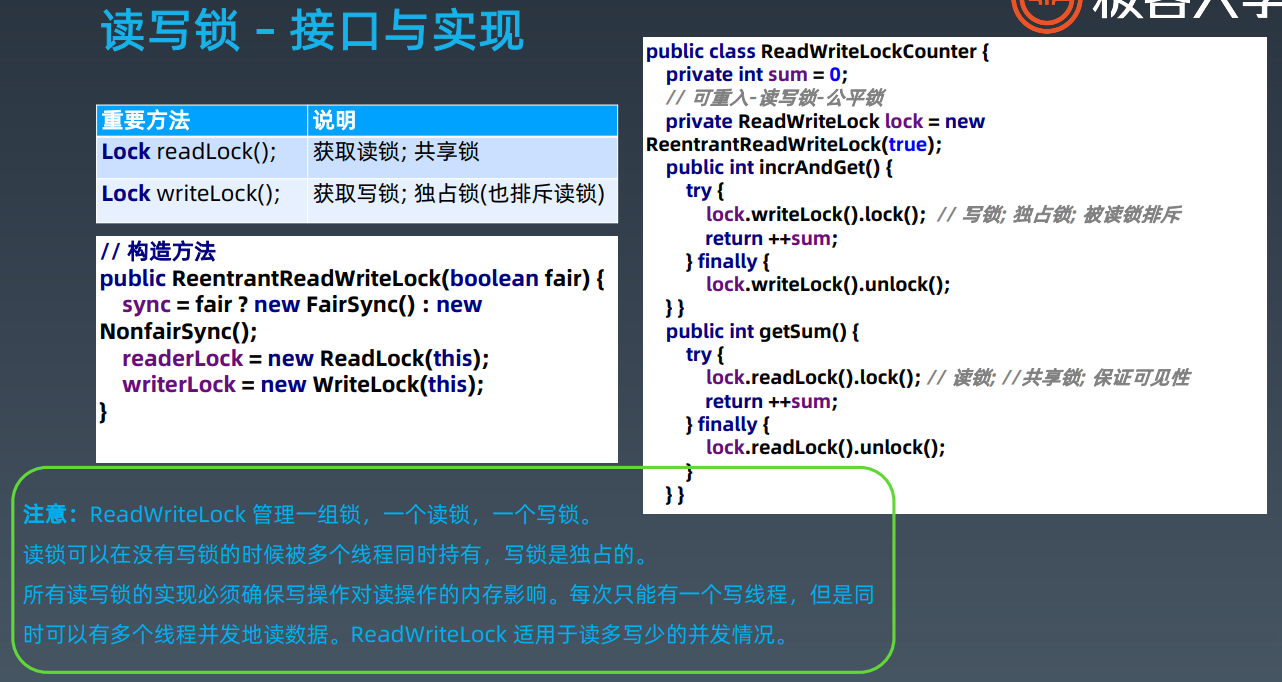 读写锁 - 接口与实现
重要方法 说明
Lock readLock(); 获取读锁; 共享锁
Lock writeLock(); 获取写锁; 独占锁(也排斥读锁)
// 构造方法
public ReentrantReadWriteLock(boolean fair) {
sync = fair ? new FairSync() : new
NonfairSync();
readerLock = new ReadLock(this);
writerLock = new WriteLock(this);
}
public class ReadWriteLockCounter {
private int sum = 0;
// 可重入-读写锁-公平锁
private ReadWriteLock lock = new
ReentrantReadWriteLock(true);
public int incrAndGet() {
try {
lock.writeLock().lock(); // 写锁; 独占锁; 被读锁排斥
return ++sum;
} finally {
lock.writeLock().unlock();
} }
public int getSum() {
try {
lock.readLock().lock(); // 读锁; //共享锁; 保证可见性
return ++sum;
} finally {
lock.readLock().unlock();
}
} }
注意：ReadWriteLock 管理一组锁，一个读锁，一个写锁。
读锁可以在没有写锁的时候被多个线程同时持有，写锁是独占的。
所有读写锁的实现必须确保写操作对读操作的内存影响。每次只能有一个写线程，但是同
时可以有多个线程并发地读数据。ReadWriteLock 适用于读多写少的并发情况。